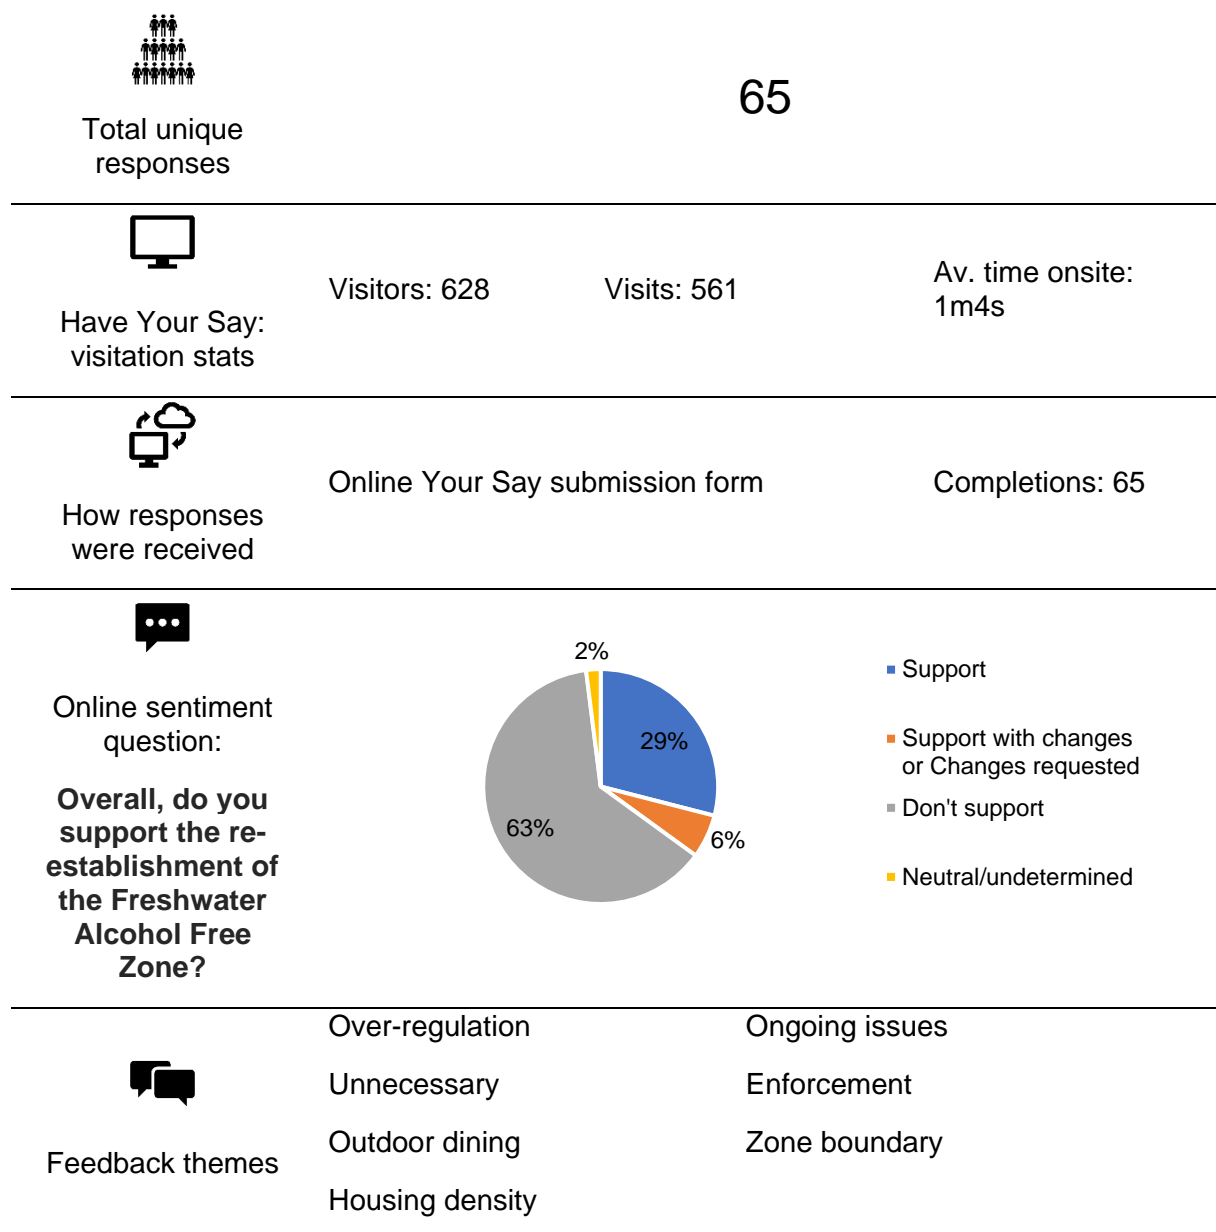 Total unique
responses
65
Have Your Say:
visitation stats
Visitors: 628
Visits: 561
Av. time onsite:
1m4s
How responses
were received
Online Your Say submission form
Completions: 65
Online sentiment
question:
Overall, do you
support the re-
establishment of
the Freshwater
Alcohol Free
Zone?
2%
29%
63%
6%
Support
Support with changes
or Changes requested
Don't support
Neutral/undetermined
Feedback themes
Over-regulation
Unnecessary
Outdoor dining
Housing density
Ongoing issues
Enforcement
Zone boundary